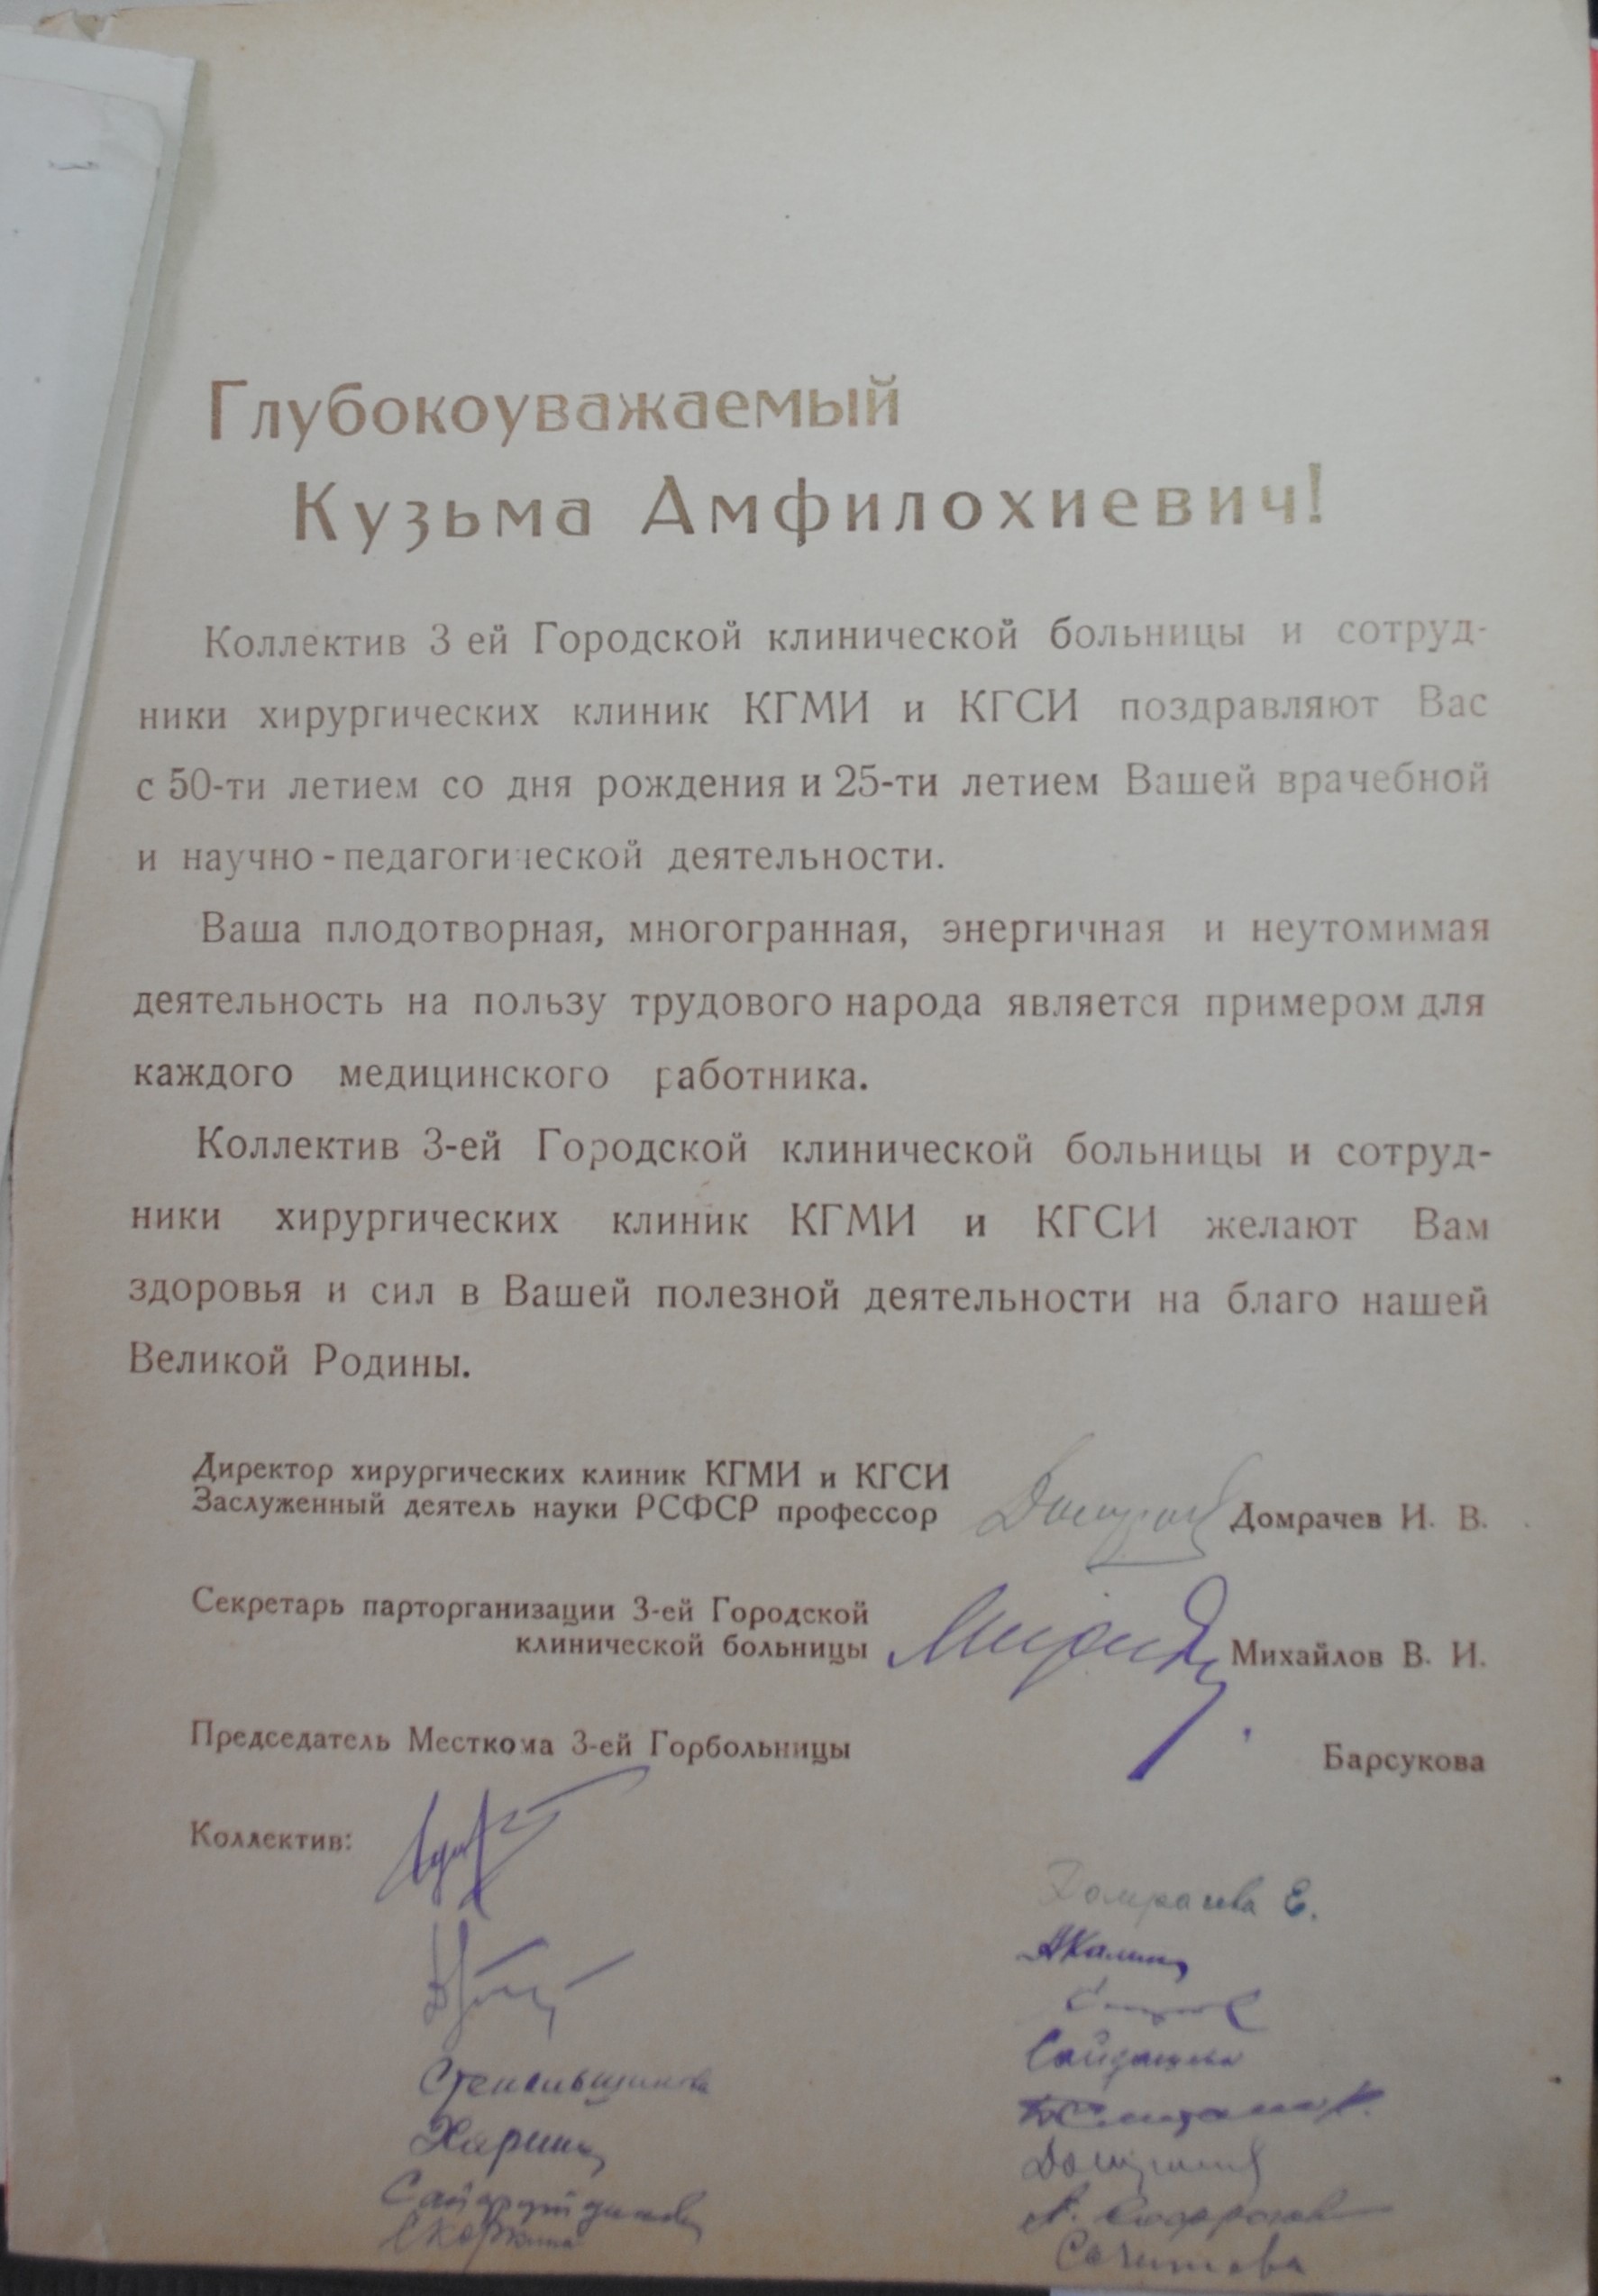 Глубокоуважаемый
Кузьма Амфилохиевич!
Коллектив 3 ей Городской клинической больницы и сотруд-
ники хирургических клиник КГМИ и КГСИ поздравляют Вас
с 50-ти летием со дня рождения и 25-ти летием Вашей врачебной
и научно-педагогической деятельности.
Ваша плодотворная, многогранная, энергичная и неутомимая
деятельность на пользу трудового народа является примером для
каждого медицинского работника.
Коллектив 3-ей Городской клинической больницы и сотруд-
ники хирургических клиник КГМИ и КГСИ желают Вам
здоровья и сил в Вашей полезной деятельности на благо нашей
Великой Родины.
Директор хирургических клиник КГМИ и КГСИ
Заслуженный деятель науки РСФСР профессор Домрачев И. В.
Секретарь парторганизации 3-ей Городской
клинической больницы Михайлов В. И.
Председатель Месткома 3-ей Горбольницы Барсукова
Коллектив:
Домрачева Е.